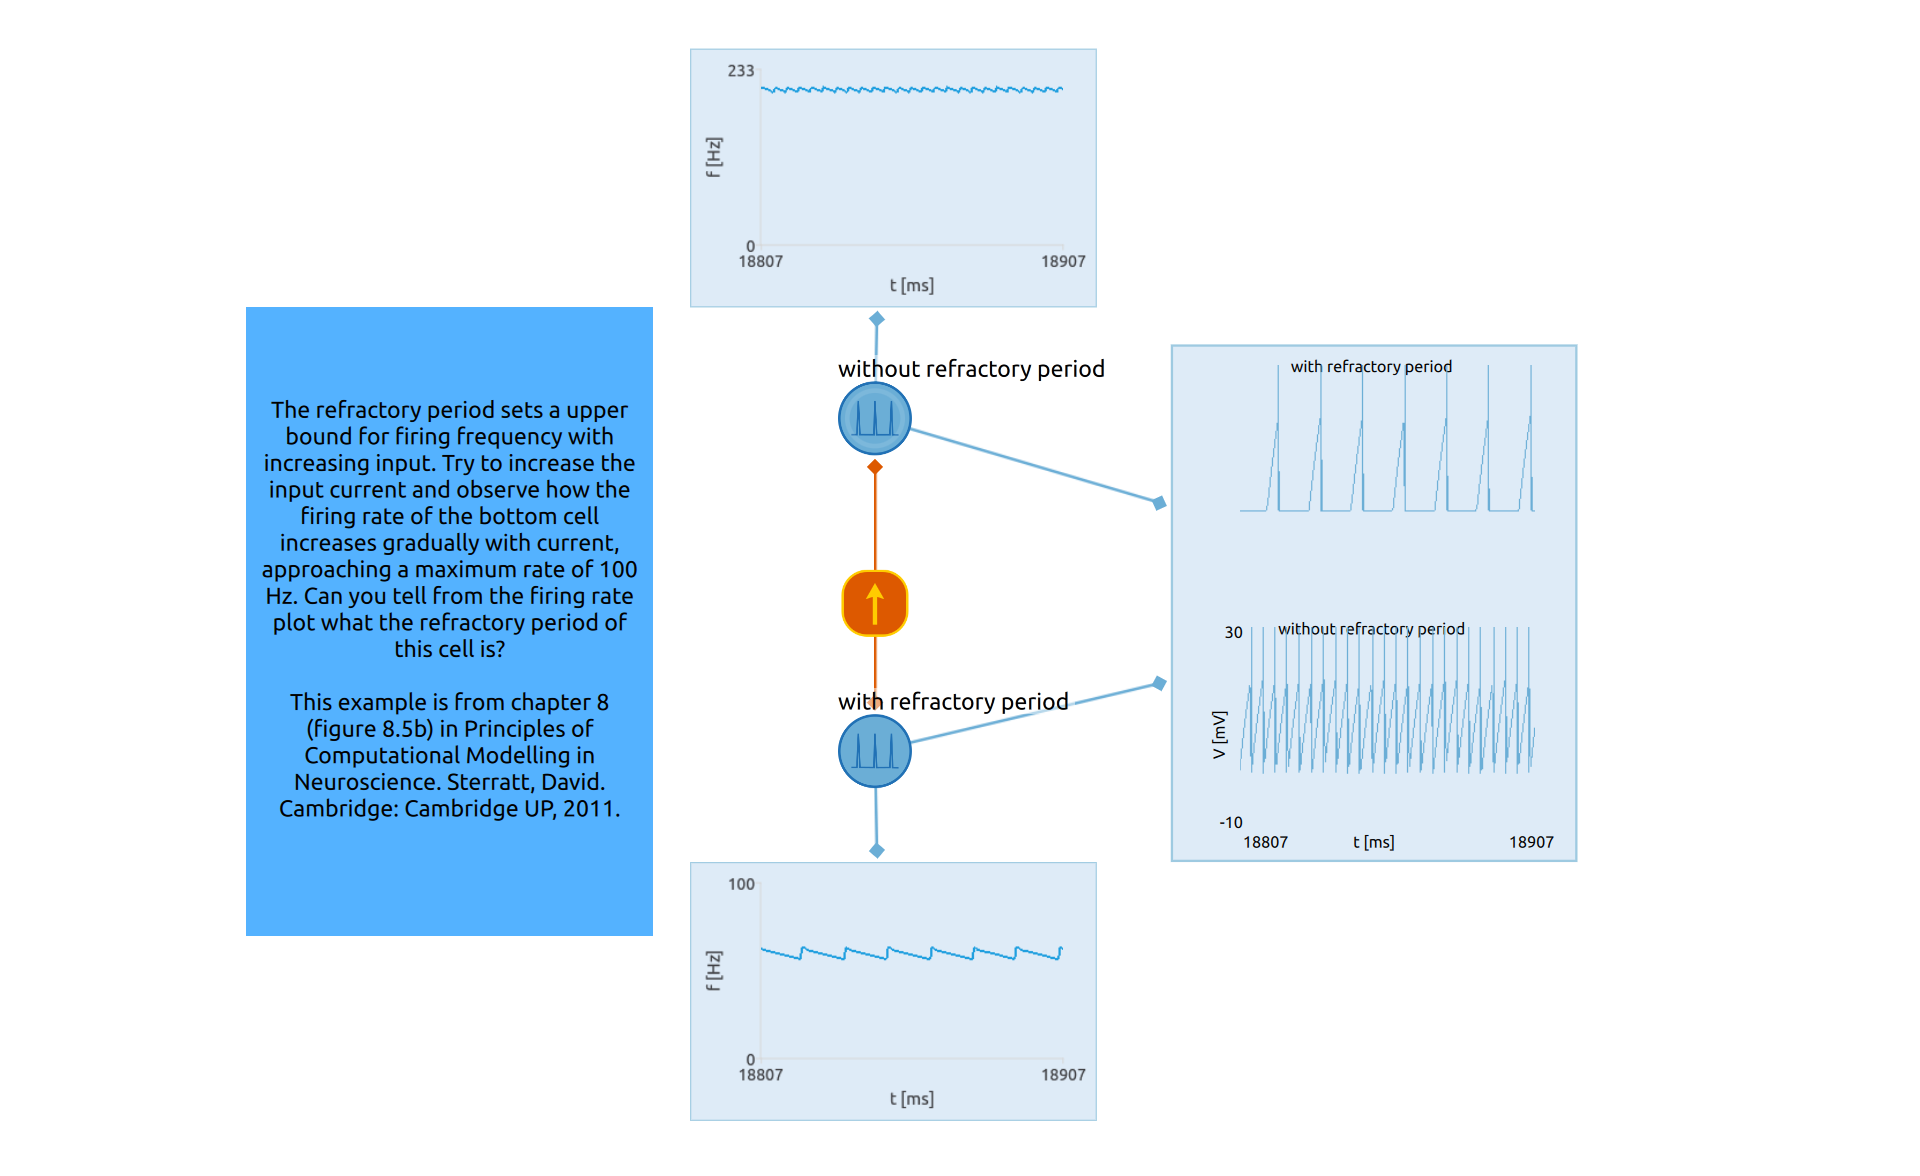 233
f [Hz]
0
18807
18907
t [ms]
The refractory period sets a upper
bound for firing frequency with
increasing input. Try to increase the
input current and observe how the
firing rate of the bottom cell
increases gradually with current,
approaching a maximum rate of 100
Hz. Can you tell from the firing rate
plot what the refractory period of
this cell is?
This example is from chapter 8
(figure 8.5b) in Principles of
Computational Modelling in
Neuroscience. Sterratt, David.
Cambridge: Cambridge UP, 2011.
without refractory period
with refractory period
with refractory period
30
without refractory period
V [mV]
-10
18807
t [ms]
18907
100
f [Hz]
0
18807
18907
t [ms]